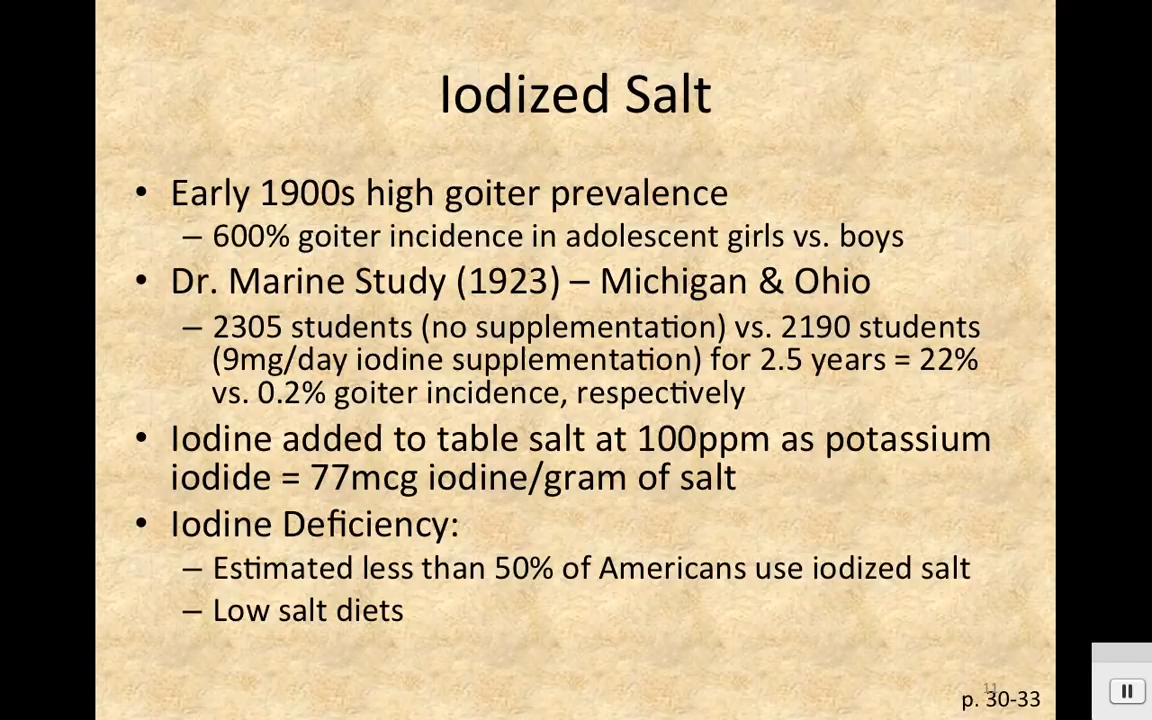 Iodized Salt
• Early 1900s high goiter prevalence
– 600% goiter incidence in adolescent girls vs. boys
• Dr. Marine Study (1923) – Michigan & Ohio
– 2305 students (no supplementation) vs. 2190 students
(9mg/day iodine supplementation) for 2.5 years = 22%
vs. 0.2% goiter incidence, respectively
• Iodine added to table salt at 100ppm as potassium
iodide = 77mcg iodine/gram of salt
• Iodine Deficiency:
– Estimated less than 50% of Americans use iodized salt
– Low salt diets
11
p. 30-33